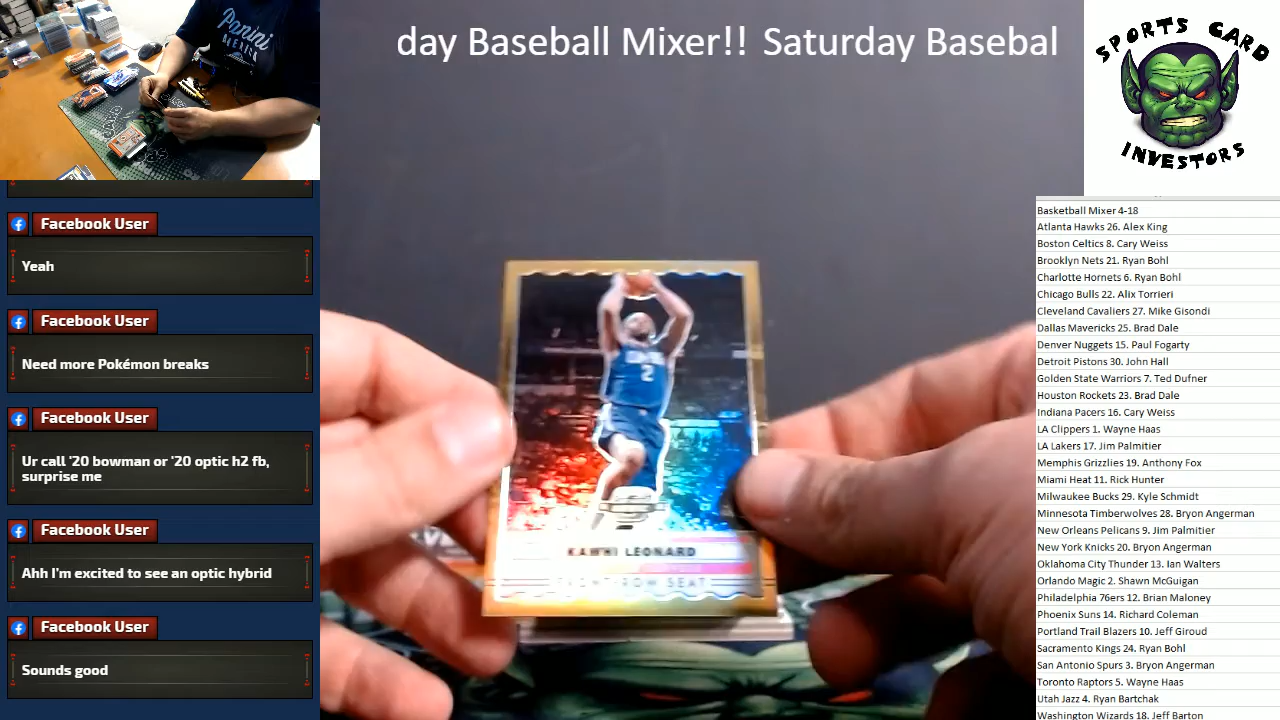 day Baseball Mixer!! Saturday Basebal
SPORTS CARD
INVESTORS
Panini
AMERICA
Facebook User
Yeah
Facebook User
Need more Pokémon breaks
Facebook User
Ur call '20 bowman or '20 optic h2 fb,
surprise me
Facebook User
Ahh I'm excited to see an optic hybrid
Facebook User
Sounds good
2
KAWHI LEONARD
FRONT ROW SEAT
Basketball Mixer 4-18
Atlanta Hawks 26. Alex King
Boston Celtics 8. Cary Weiss
Brooklyn Nets 21. Ryan Bohl
Charlotte Hornets 6. Ryan Bohl
Chicago Bulls 22. Alix Torrieri
Cleveland Cavaliers 27. Mike Gisondi
Dallas Mavericks 25. Brad Dale
Denver Nuggets 15. Paul Fogarty
Detroit Pistons 30. John Hall
Golden State Warriors 7. Ted Dufner
Houston Rockets 23. Brad Dale
Indiana Pacers 16. Cary Weiss
LA Clippers 1. Wayne Haas
LA Lakers 17. Jim Palmitier
Memphis Grizzlies 19. Anthony Fox
Miami Heat 11. Rick Hunter
Milwaukee Bucks 29. Kyle Schmidt
Minnesota Timberwolves 28. Bryon Angerman
New Orleans Pelicans 9. Jim Palmitier
New York Knicks 20. Bryon Angerman
Oklahoma City Thunder 13. Ian Walters
Orlando Magic 2. Shawn McGuigan
Philadelphia 76ers 12. Brian Maloney
Phoenix Suns 14. Richard Coleman
Portland Trail Blazers 10. Jeff Giroud
Sacramento Kings 24. Ryan Bohl
San Antonio Spurs 3. Bryon Angerman
Toronto Raptors 5. Wayne Haas
Utah Jazz 4. Ryan Bartchak
Washington Wizards 18. Jeff Barton